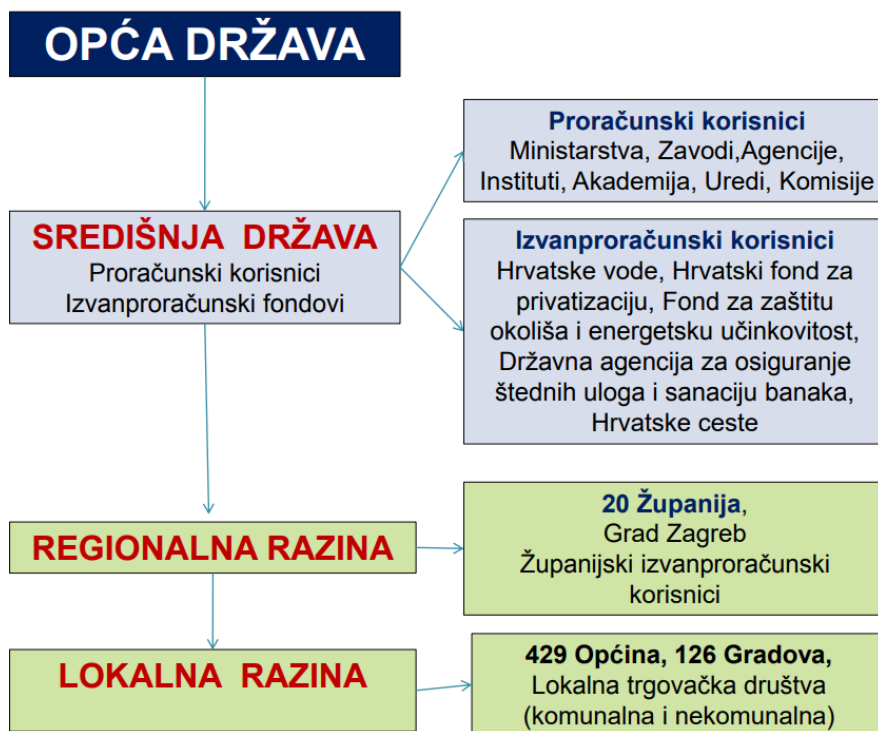 OPĆA DRŽAVA
Proračunski korisnici
Ministarstva, Zavodi,Agencije,
Instituti, Akademija, Uredi, Komisije
SREDIŠNJA DRŽAVA
Proračunski korisnici
Izvanproračunski fondovi
Izvanproračunski korisnici
Hrvatske vode, Hrvatski fond za
privatizaciju, Fond za zaštitu
okoliša i energetsku učinkovitost,
Državna agencija za osiguranje
štednih uloga i sanaciju banaka,
Hrvatske ceste
REGIONALNA RAZINA
20 Županija,
Grad Zagreb
Županijski izvanproračunski
korisnici
LOKALNA RAZINA
429 Općina, 126 Gradova,
Lokalna trgovačka društva
(komunalna i nekomunalna)